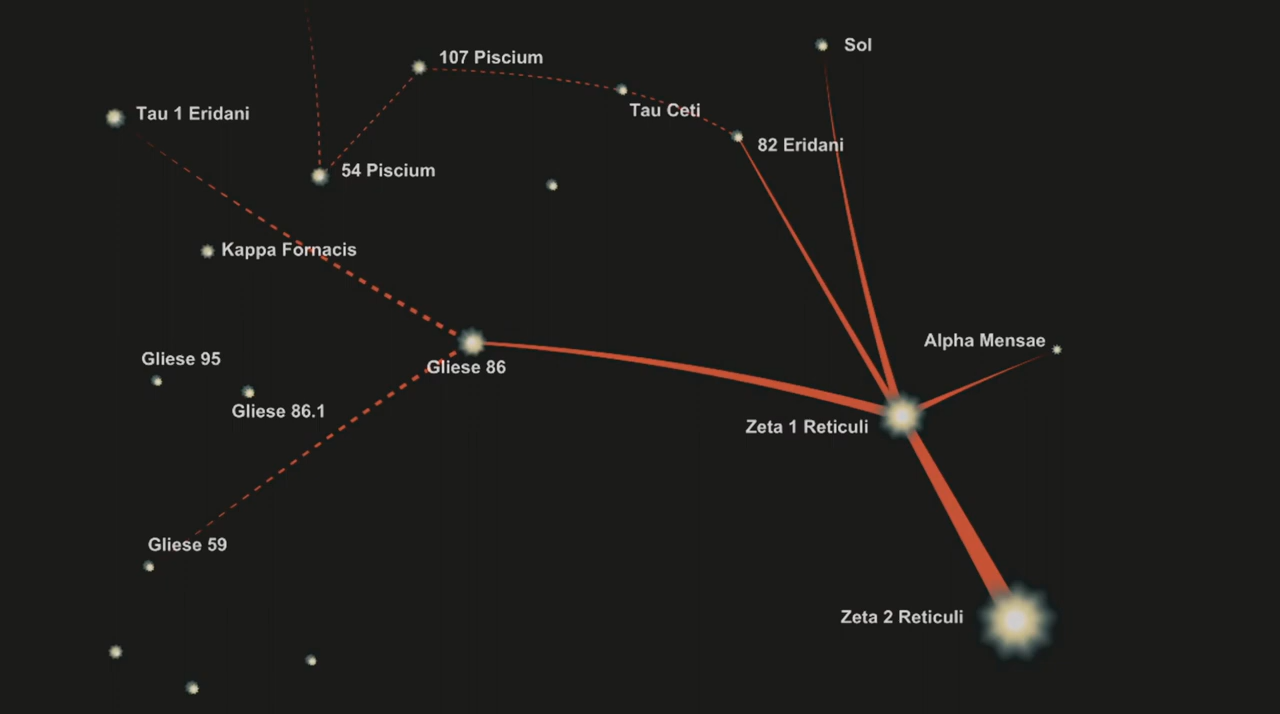 Sol
107 Piscium
Tau 1 Eridani
Tau Ceti
82 Eridani
54 Piscium
Kappa Fornacis
Alpha Mensae
Gliese 95
Gliese 86
Gliese 86.1
Zeta 1 Reticuli
Gliese 59
Zeta 2 Reticuli